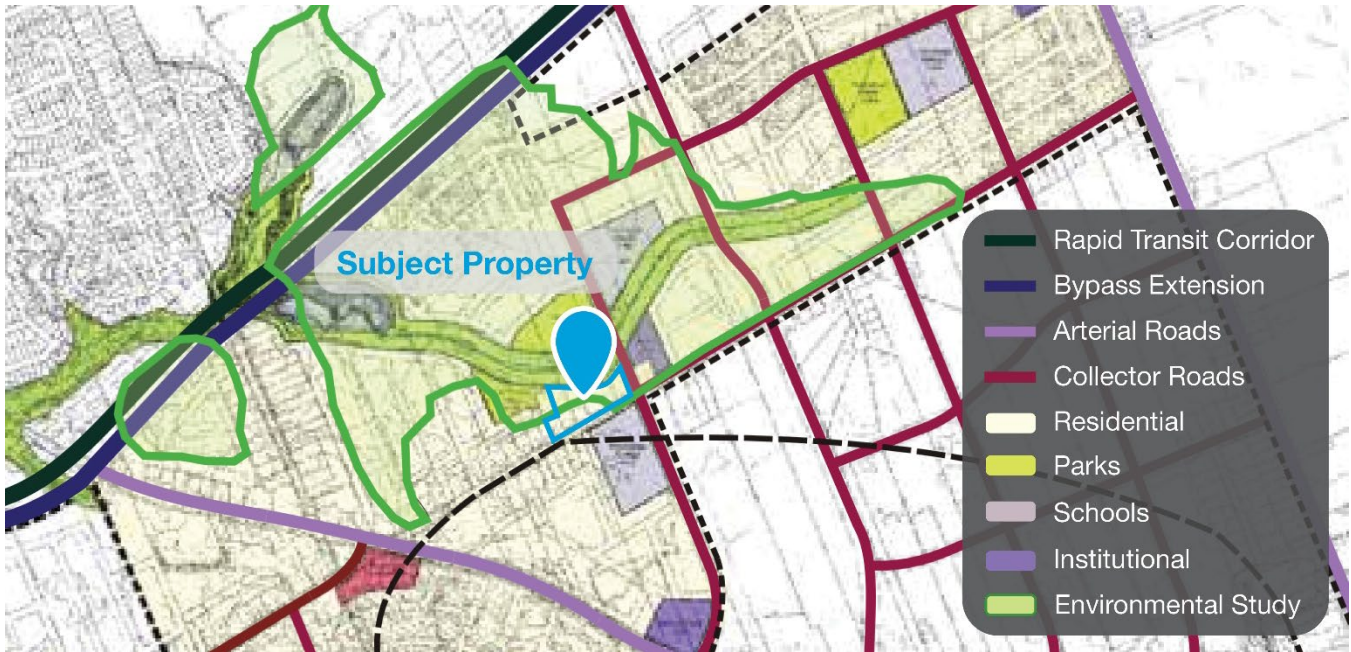 Subject Property
Rapid Transit Corridor
Bypass Extension
Arterial Roads
Collector Roads
Residential
Parks
Schools
Institutional
Environmental Study